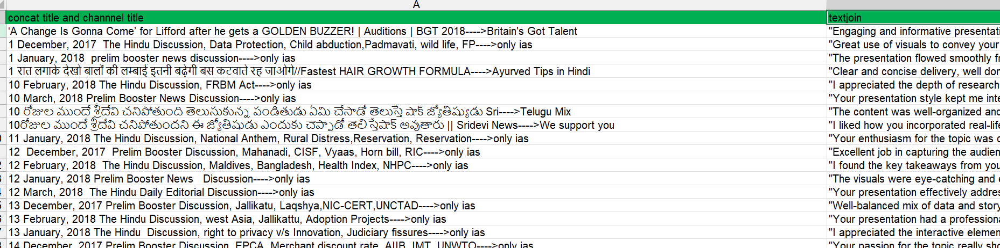 A
concat title and channnel title textjoin
‘A Change Is Gonna Come’ for Lifford after he gets a GOLDEN BUZZER! | Auditions | BGT 2018---->Britain's Got Talent "Engaging and informative presentati
1 December, 2017  The Hindu Discussion, Data Protection, Child abduction,Padmavati, wild life, FP---->only ias "Great use of visuals to convey your
1 January, 2018  prelim booster news discussion---->only ias "The presentation flowed smoothly fr
1 रात लगाके देखो बालों की लम्बाई इतनी बढ़ेगी बस कटवाते रह जाओगे//Fastest HAIR GROWTH FORMULA---->Ayurved Tips in Hindi "Clear and concise delivery, well don
10 February, 2018 The Hindu Discussion, FRBM Act---->only ias "I appreciated the depth of research
10 March, 2018 Prelim Booster News Discussion---->only ias "Your presentation style kept me inte
10 రోజుల ముందే శ్రీదేవి చనిపోతుంది తెలుసుకున్న పండితుడు ఏమి చేసాడో తెలుస్తే షాక్ జ్యోతిష్యుడు Sri---->Telugu Mix "The content was well-organized and
10రోజుల ముందే శ్రీదేవి చనిపోతుందని ఈ జ్యోతిషుడు ఎందుకు చెప్పాడో తెలిస్తేషాక్ అవుతారు || Sridevi News---->We support you "I liked how you incorporated real-life
11 January, 2018 The Hindu Discussion, National Anthem, Rural Distress,Reservation, Reservation---->only ias "Your enthusiasm for the topic was c
12  December, 2017  Prelim Booster Discussion, Mahanadi, CISF, Vyaas, Horn bill, RIC---->only ias "Excellent job in capturing the audien
12 February, 2018  The Hindu Discussion, Maldives, Bangladesh, Health Index, NHPC---->only ias "I found the key takeaways from you
12 January, 2018 Prelim Booster News   Discussion---->only ias "The visuals were eye-catching and e
12 March, 2018  The Hindu Daily Editorial Discussion---->only ias "Your presentation effectively addres
13 December, 2017 Prelim Booster Discussion, Jallikatu, Laqshya,NIC-CERT,UNCTAD---->only ias "Well-balanced mix of data and story
13 February, 2018 The Hindu Discussion, west Asia, Jallikattu, Adoption Projects---->only ias "Your presentation had a professiona
13 January, 2018 The Hindu  Discussion, right to privacy v/s Innovation, Judiciary fissures---->only ias "I appreciated the interactive elemen
14 December, 2017 Prelim Booster Discussion, EPCA, Merchant discount rate, AIIB, IMT, UNWTO---->only ias "Your passion for the topic really sho